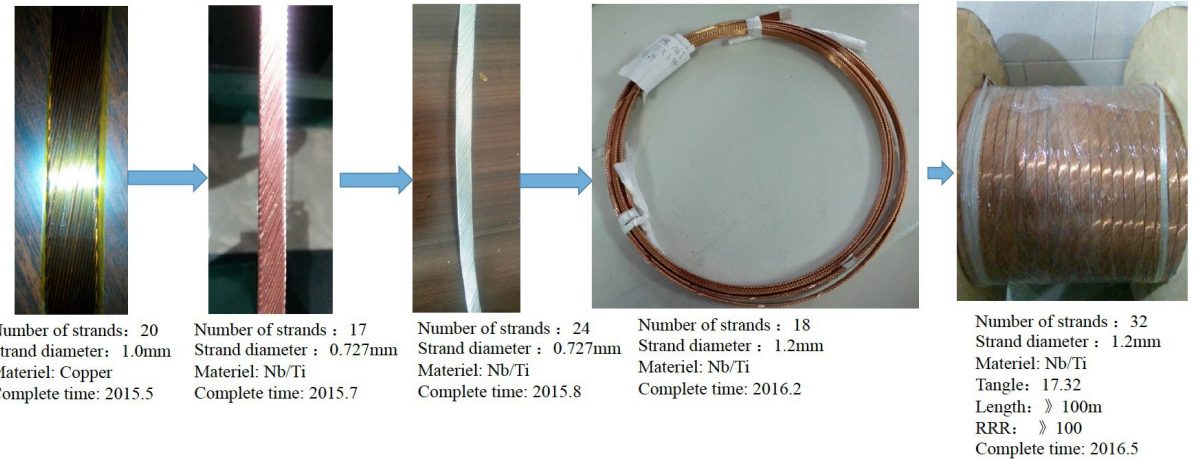 Number of strands：20
Strand diameter：1.0mm
Materiel: Copper
Complete time: 2015.5
Number of strands：17
Strand diameter：0.727mm
Materiel: Nb/Ti
Complete time: 2015.7
Number of strands：24
Strand diameter：0.727mm
Materiel: Nb/Ti
Complete time: 2015.8
Number of strands：18
Strand diameter：1.2mm
Materiel: Nb/Ti
Complete time: 2016.2
Number of strands：32
Strand diameter：1.2mm
Materiel: Nb/Ti
Tangle：17.32
Length：》100m
RRR：》100
Complete time: 2016.5